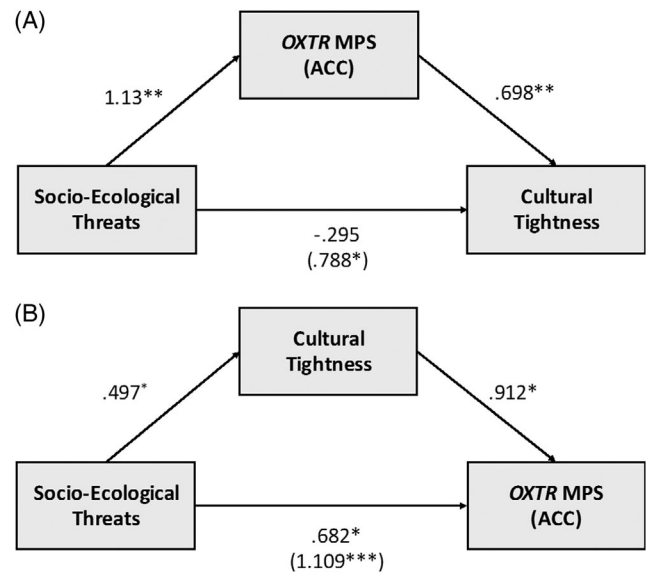 (A)
OXTR MPS
(ACC)
1.13**
.698**
Socio-Ecological
Threats
Cultural
Tightness
-.295
(.788*)
(B)
Cultural
Tightness
.497*
.912*
Socio-Ecological
Threats
OXTR MPS
(ACC)
.682*
(1.109***)